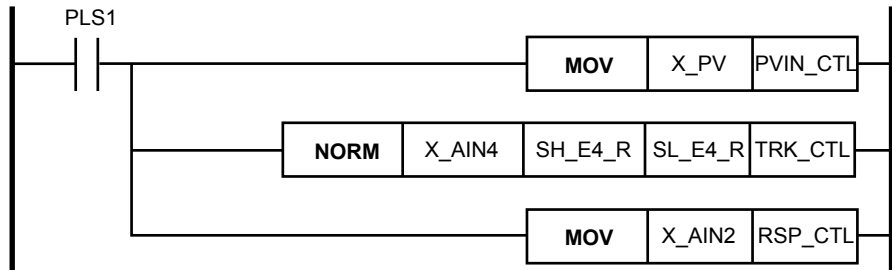 PLS1
MOV X_PV PVIN_CTL
NORM X_AIN4 SH_E4_R SL_E4_R TRK_CTL
MOV X_AIN2 RSP_CTL